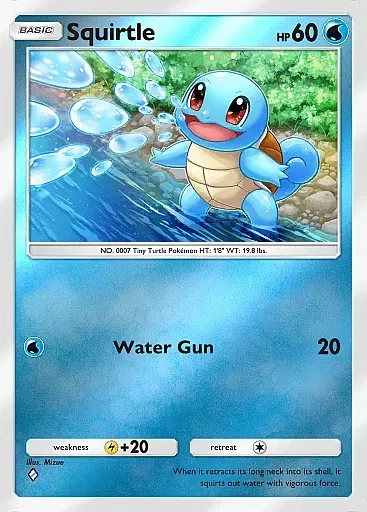 BASIC Squirtle HP 60
NO. 0007 Tiny Turtle Pokémon HT: 1'8" WT: 19.8 lbs.
Water Gun 20
weakness +20 retreat
Illus. Mizue
When it retracts its long neck into its shell, it
squirts out water with vigorous force.